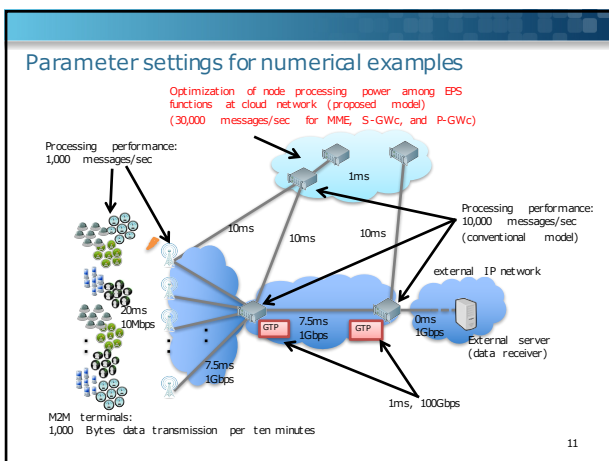 Parameter settings for numerical examples
Optimization of node processing power among EPS
functions at cloud network (proposed model)
(30,000 messages/sec for MME, S-GWc, and P-GWc)
Processing performance:
1,000 messages/sec
1ms
10ms
10ms
10ms
Processing performance:
10,000 messages/sec
(conventional model)
external IP network
20ms
10Mbps
GTP
7.5ms
1Gbps
GTP
0ms
1Gbps
External server
(data receiver)
7.5ms
1Gbps
1ms, 100Gbps
M2M terminals:
1,000 Bytes data transmission per ten minutes
11